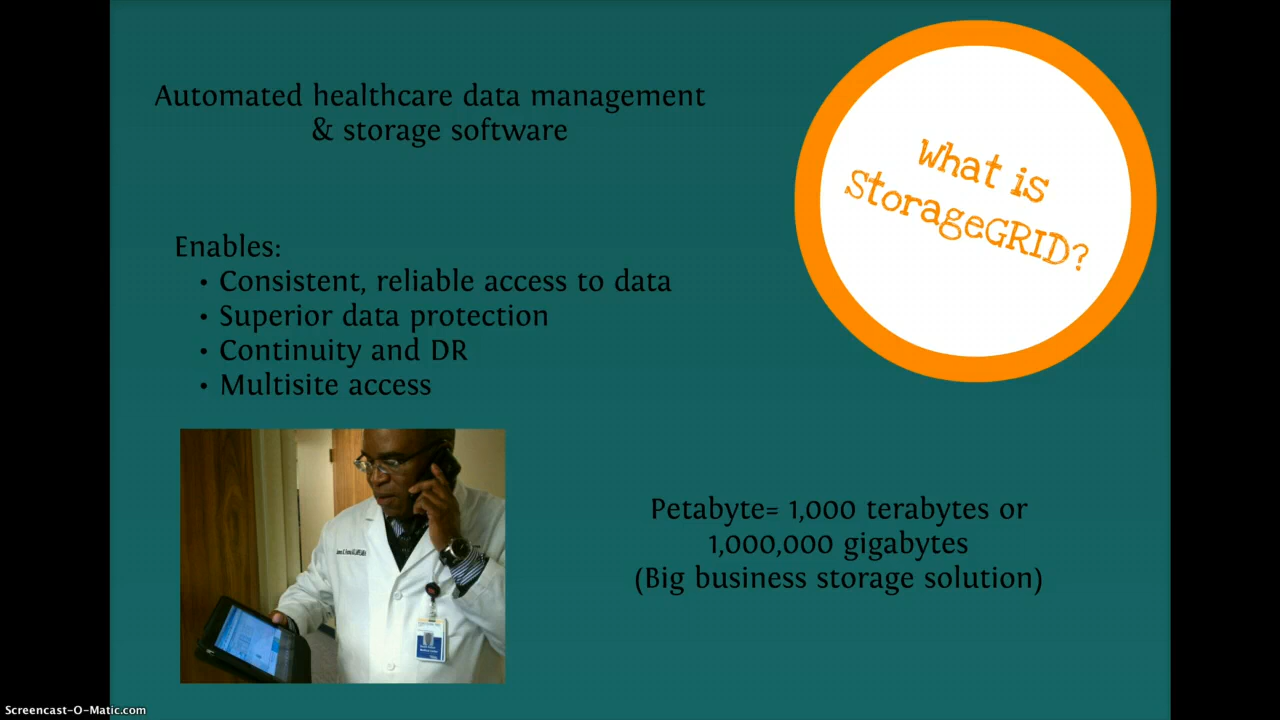 Automated healthcare data management
& storage software
What is
StorageGRID?
Enables:
• Consistent, reliable access to data
• Superior data protection
• Continuity and DR
• Multisite access
Petabyte= 1,000 terabytes or
1,000,000 gigabytes
(Big business storage solution)
Screencast-O-Matic.com